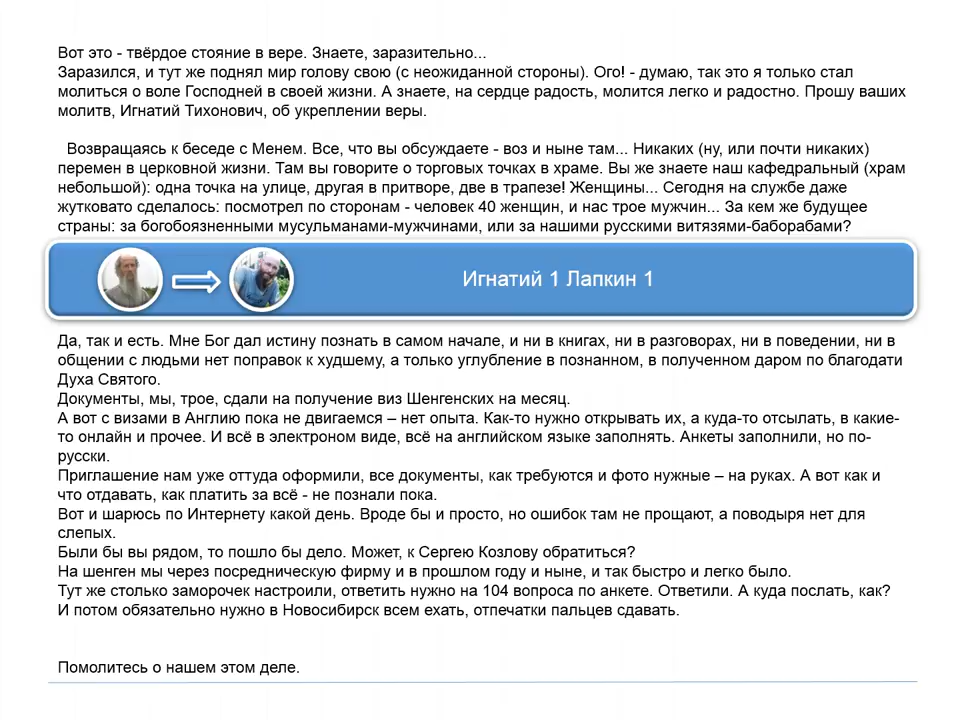 Вот это - твёрдое стояние в вере. Знаете, заразительно...
Заразился, и тут же поднял мир голову свою (с неожиданной стороны). Ого! - думаю, так это я только стал
молиться о воле Господней в своей жизни. А знаете, на сердце радость, молится легко и радостно. Прошу ваших
молитв, Игнатий Тихонович, об укреплении веры.
Возвращаясь к беседе с Менем. Все, что вы обсуждаете - воз и ныне там... Никаких (ну, или почти никаких)
перемен в церковной жизни. Там вы говорите о торговых точках в храме. Вы же знаете наш кафедральный (храм
небольшой): одна точка на улице, другая в притворе, две в трапезе! Женщины... Сегодня на службе даже
жутковато сделалось: посмотрел по сторонам - человек 40 женщин, и нас трое мужчин... За кем же будущее
страны: за богобоязненными мусульманами-мужчинами, или за нашими русскими витязями-баборабами?
Игнатий 1 Лапкин 1
Да, так и есть. Мне Бог дал истину познать в самом начале, и ни в книгах, ни в разговорах, ни в поведении, ни в
общении с людьми нет поправок к худшему, а только углубление в познанном, в полученном даром по благодати
Духа Святого.
Документы, мы, трое, сдали на получение виз Шенгенских на месяц.
А вот с визами в Англию пока не двигаемся – нет опыта. Как-то нужно открывать их, а куда-то отсылать, в какие-
то онлайн и прочее. И всё в электроном виде, всё на английском языке заполнять. Анкеты заполнили, но по-
русски.
Приглашение нам уже оттуда оформили, все документы, как требуются и фото нужные – на руках. А вот как и
что отдавать, как платить за всё - не познали пока.
Вот и шарюсь по Интернету какой день. Вроде бы и просто, но ошибок там не прощают, а поводыря нет для
слепых.
Были бы вы рядом, то пошло бы дело. Может, к Сергею Козлову обратиться?
На шенген мы через посредническую фирму и в прошлом году и ныне, и так быстро и легко было.
Тут же столько заморочек настроили, ответить нужно на 104 вопроса по анкете. Ответили. А куда послать, как?
И потом обязательно нужно в Новосибирск всем ехать, отпечатки пальцев сдавать.
Помолитесь о нашем этом деле.